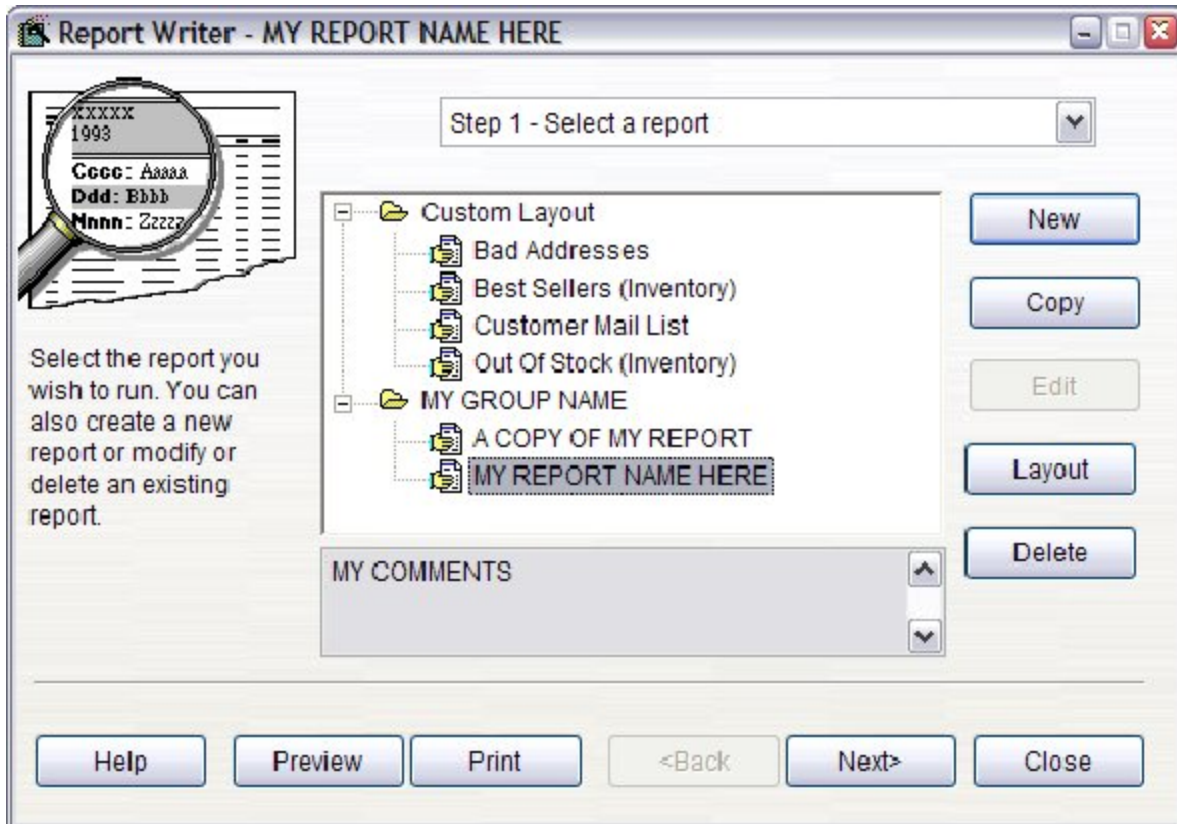 Report Writer - MY REPORT NAME HERE
XXXXX
1993
Cccc: Aaaaa
Ddd: Bbbb
Mnnn: Zzzzz
Select the report you
wish to run. You can
also create a new
report or modify or
delete an existing
report.
Step 1 - Select a report
Custom Layout
Bad Addresses
Best Sellers (Inventory)
Customer Mail List
Out Of Stock (Inventory)
MY GROUP NAME
A COPY OF MY REPORT
MY REPORT NAME HERE
MY COMMENTS
New
Copy
Edit
Layout
Delete
Help
Preview
Print
<Back
Next>
Close